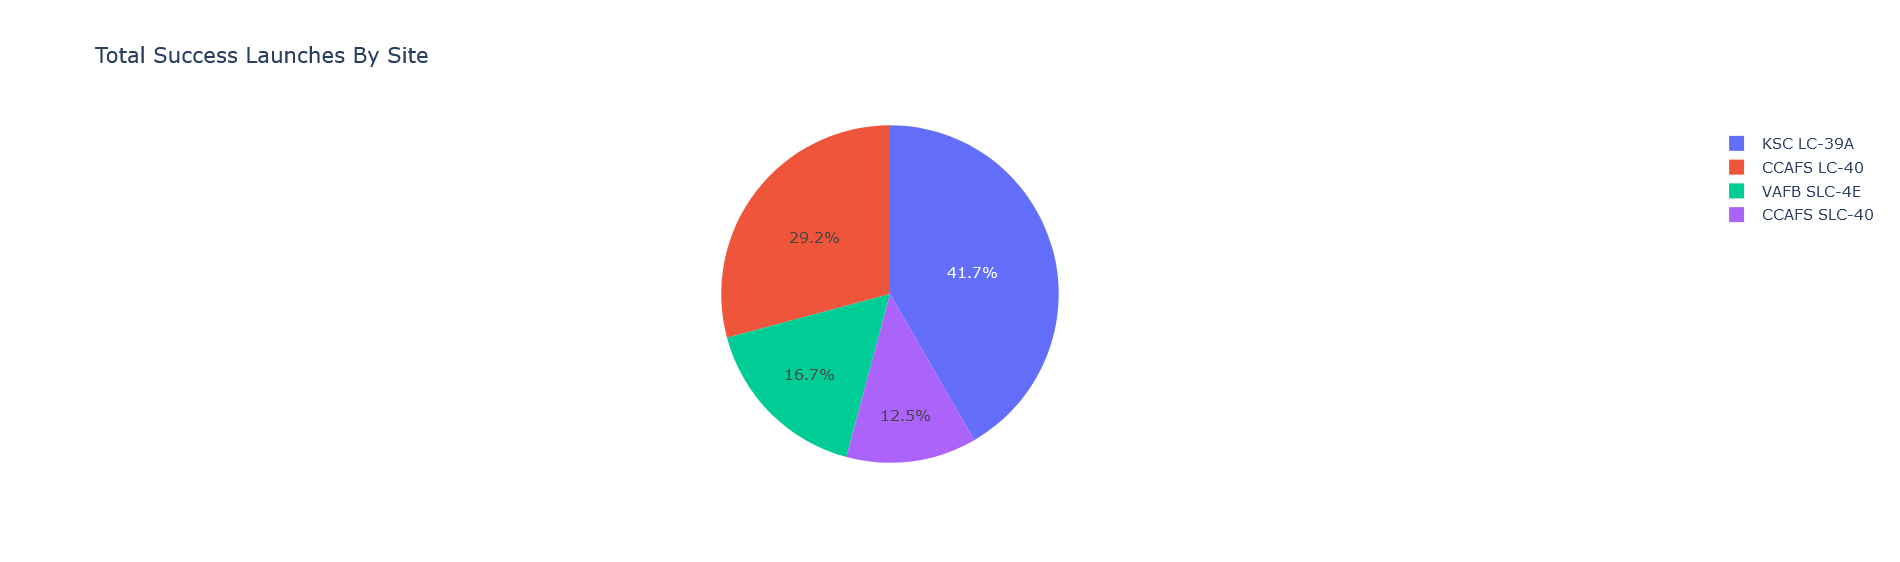 Total Success Launches By Site
KSC LC-39A
CCAFS LC-40
VAFB SLC-4E
CCAFS SLC-40
29.2%
41.7%
16.7%
12.5%